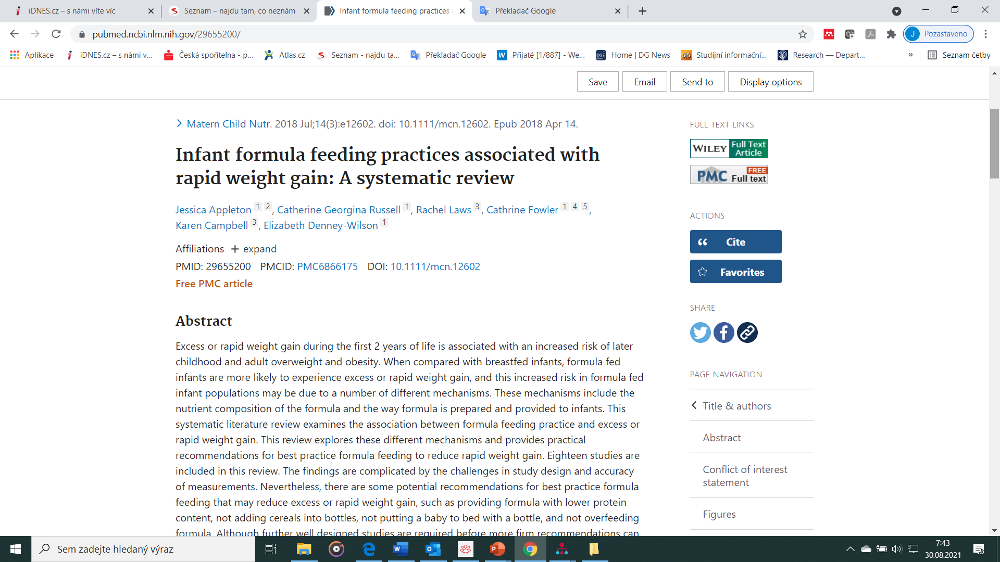 iDNES.cz – s námi víte víc
Seznam – najdu tam, co neznám
Infant formula feeding practices
Překladač Google
pubmed.ncbi.nlm.nih.gov/29655200/
J Pozastaveno
Aplikace
iDNES.cz – s námi v...
Česká spořitelna - p...
Atlas.cz
Seznam - najdu ta...
Překladač Google
Přijaté [1/887] - We...
Home | DG News
Studijní informační...
Research — Depart...
»
Seznam četby
Save
Email
Send to
Display options
Matern Child Nutr. 2018 Jul;14(3):e12602. doi: 10.1111/mcn.12602. Epub 2018 Apr 14.
Infant formula feeding practices associated with
rapid weight gain: A systematic review
Jessica Appleton 1 2, Catherine Georgina Russell 1, Rachel Laws 3, Cathrine Fowler 1 4 5,
Karen Campbell 3, Elizabeth Denney-Wilson 1
Affiliations + expand
PMID: 29655200 PMCID: PMC6866175 DOI: 10.1111/mcn.12602
Free PMC article
Abstract
Excess or rapid weight gain during the first 2 years of life is associated with an increased risk of later
childhood and adult overweight and obesity. When compared with breastfed infants, formula fed
infants are more likely to experience excess or rapid weight gain, and this increased risk in formula fed
infant populations may be due to a number of different mechanisms. These mechanisms include the
nutrient composition of the formula and the way formula is prepared and provided to infants. This
systematic literature review examines the association between formula feeding practice and excess or
rapid weight gain. This review explores these different mechanisms and provides practical
recommendations for best practice formula feeding to reduce rapid weight gain. Eighteen studies are
included in this review. The findings are complicated by the challenges in study design and accuracy
of measurements. Nevertheless, there are some potential recommendations for best practice formula
feeding that may reduce excess or rapid weight gain, such as providing formula with lower protein
content, not adding cereals into bottles, not putting a baby to bed with a bottle, and not overfeeding
formula. Although further well designed studies are required before more firm recommendations can
FULL TEXT LINKS
WILEY Full Text
Article
PMC FREE
Full text
ACTIONS
Cite
Favorites
SHARE
PAGE NAVIGATION
Title & authors
Abstract
Conflict of interest
statement
Figures
Sem zadejte hledaný výraz
7:43
30.08.2021